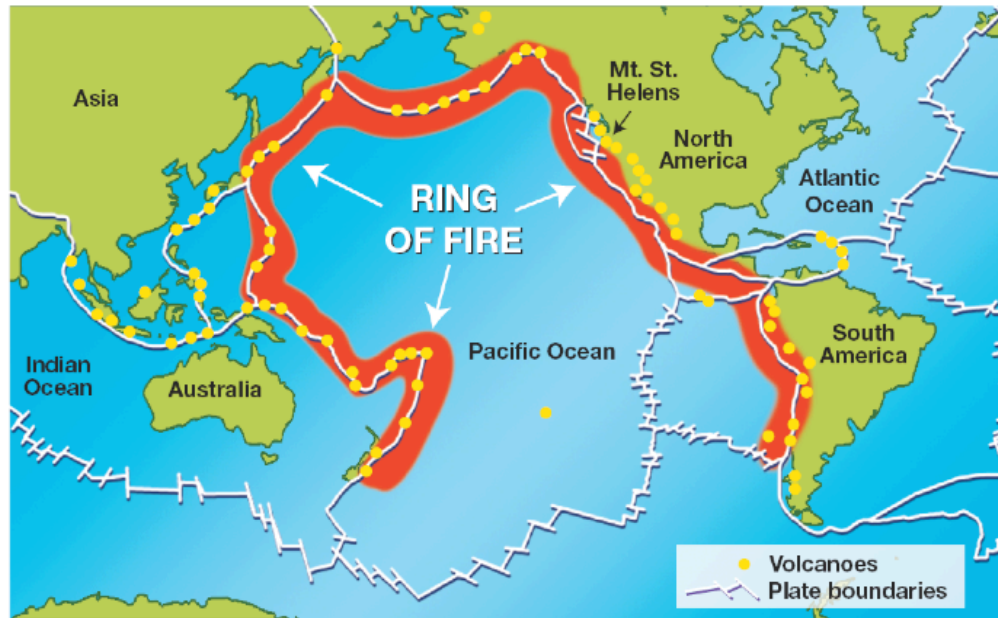 Asia
Mt. St.
Helens
North
America
Atlantic
Ocean
RING
OF FIRE
Pacific Ocean
South
America
Indian
Ocean
Australia
Volcanoes
Plate boundaries